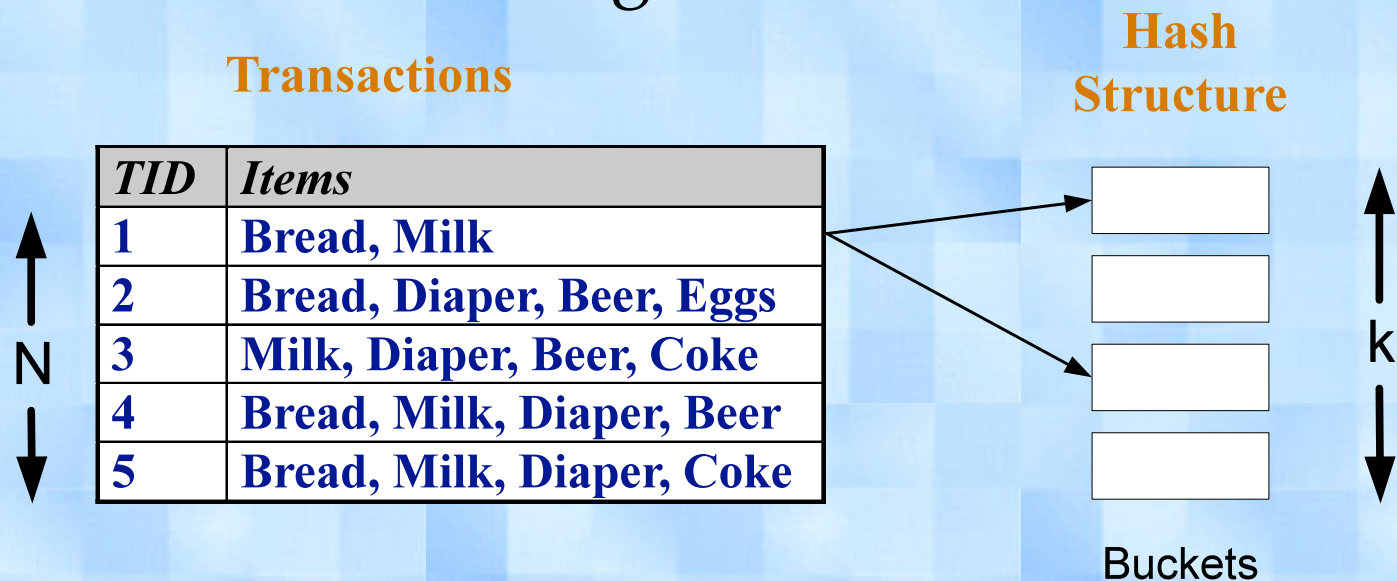 Transactions
Hash
Structure
TID Items
1 Bread, Milk
2 Bread, Diaper, Beer, Eggs
3 Milk, Diaper, Beer, Coke
4 Bread, Milk, Diaper, Beer
5 Bread, Milk, Diaper, Coke
N
k
Buckets